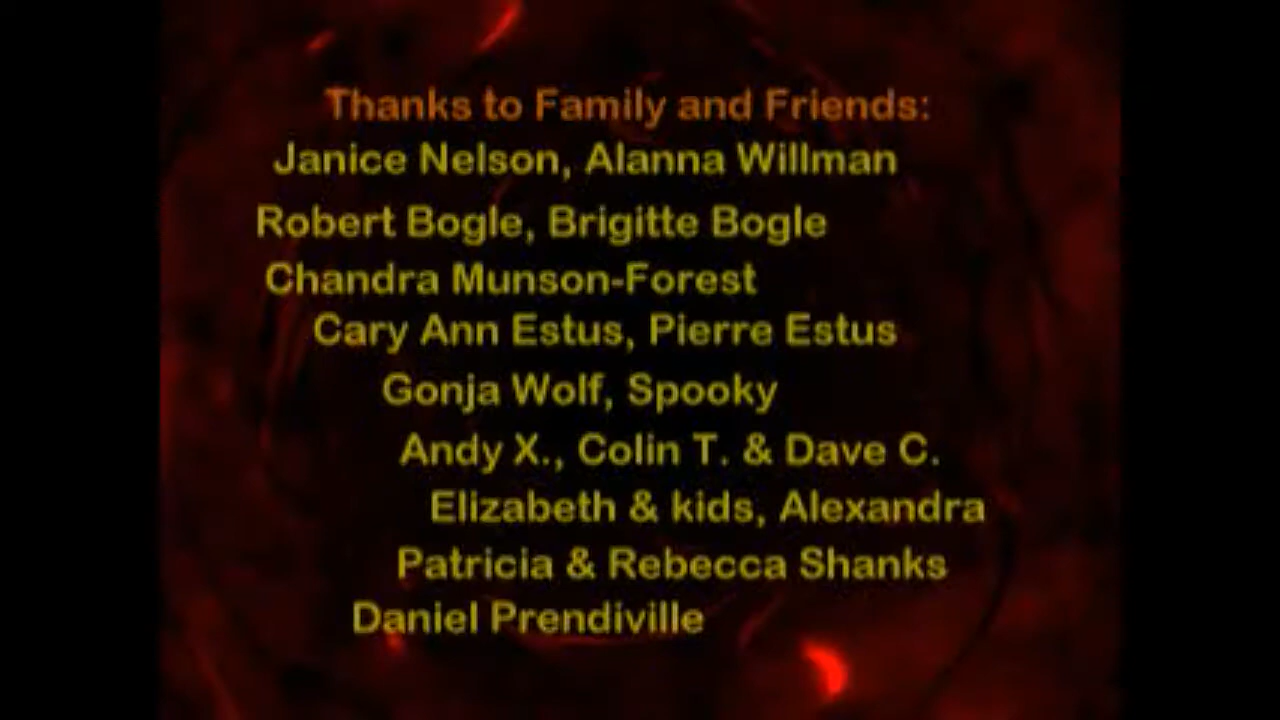 Thanks to Family and Friends:
Janice Nelson, Alanna Willman
Robert Bogle, Brigitte Bogle
Chandra Munson-Forest
Cary Ann Estus, Pierre Estus
Gonja Wolf, Spooky
Andy X., Colin T. & Dave C.
Elizabeth & kids, Alexandra
Patricia & Rebecca Shanks
Daniel Prendiville